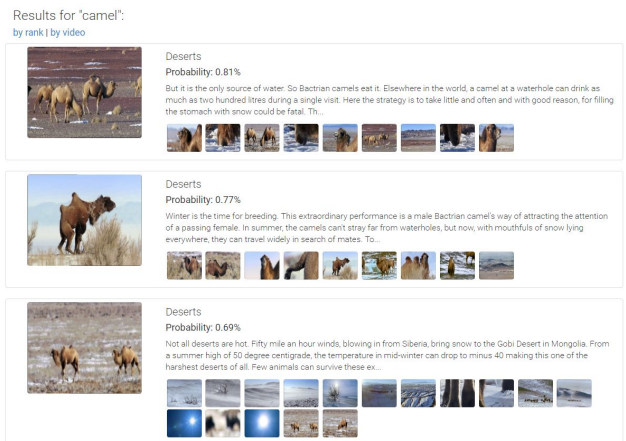 Results for "camel":
by rank | by video
Deserts
Probability: 0.81%
But it is the only source of water. So Bactrian camels eat it. Elsewhere in the world, a camel at a waterhole can drink as
much as two hundred litres during a single visit. Here the strategy is to take little and often and with good reason, for filling
the stomach with snow could be fatal. Th...
Deserts
Probability: 0.77%
Winter is the time for breeding. This extraordinary performance is a male Bactrian camel's way of attracting the attention
of a passing female. In summer, the camels can't stray far from waterholes, but now, with mouthfuls of snow lying
everywhere, they can travel widely in search of mates. To...
Deserts
Probability: 0.69%
Not all deserts are hot. Fifty mile an hour winds, blowing in from Siberia, bring snow to the Gobi Desert in Mongolia. From
a summer high of 50 degree centigrade, the temperature in mid-winter can drop to minus 40 making this one of the
harshest deserts of all. Few animals can survive these ex...